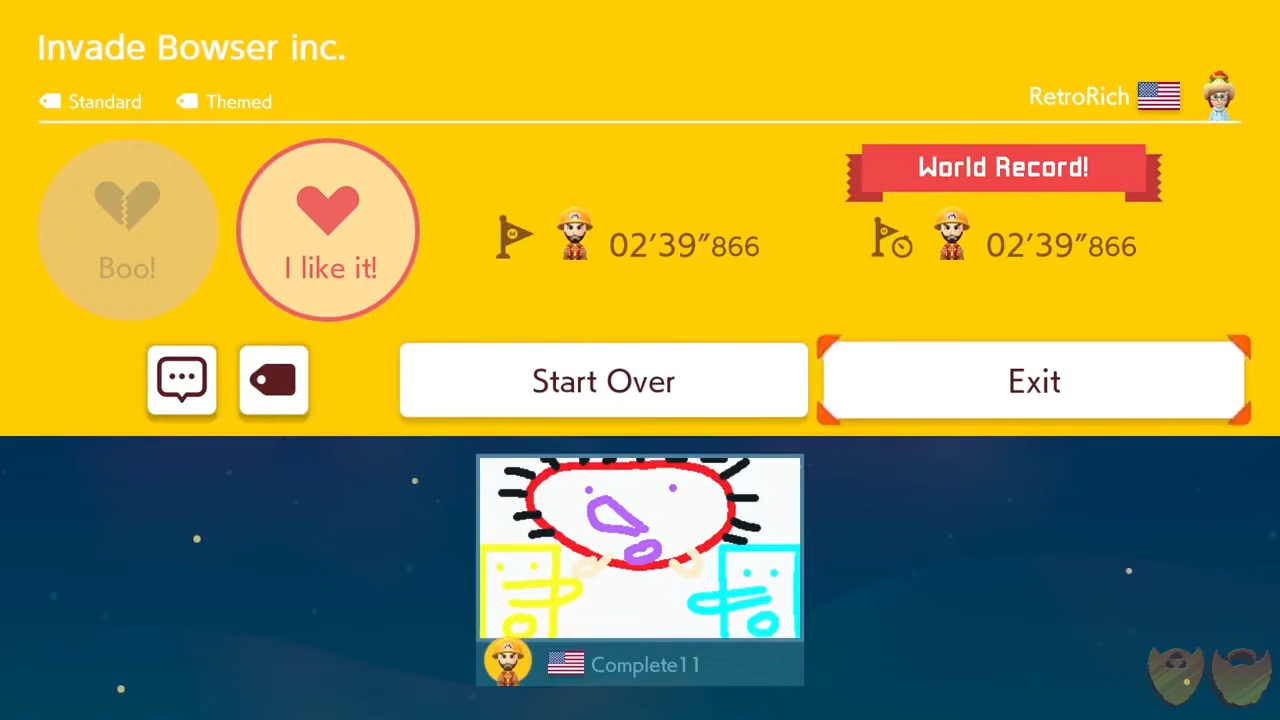 Invade Bowser inc.
Standard Themed
RetroRich
World Record!
Boo!
I like it!
02'39"866
02'39"866
Start Over
Exit
Complete11